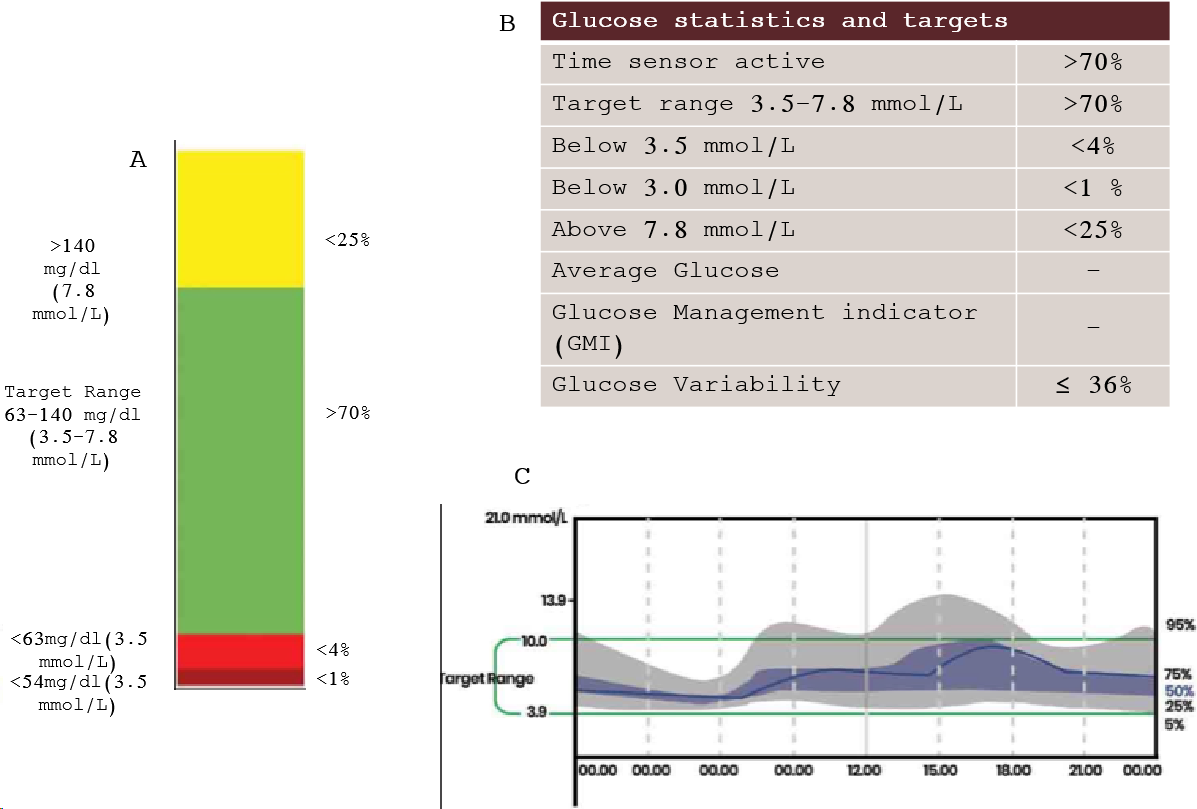 A
>140
mg/dl
(7.8
mmol/L)
<25%
Target Range
63-140 mg/dl
(3.5-7.8
mmol/L)
>70%
<63mg/dl(3.5
mmol/L)
<4%
<54mg/dl(3.5
mmol/L)
<1%
B
Glucose statistics and targets
Time sensor active >70%
Target range 3.5-7.8 mmol/L >70%
Below 3.5 mmol/L <4%
Below 3.0 mmol/L <1 %
Above 7.8 mmol/L <25%
Average Glucose -
Glucose Management indicator
(GMI) -
Glucose Variability ≤ 36%
C
21.0 mmol/L
13.9
10.0
Target Range
3.9
95%
75%
50%
25%
5%
00.00 00.00 00.00 00.00 12.00 15.00 18.00 21.00 00.00